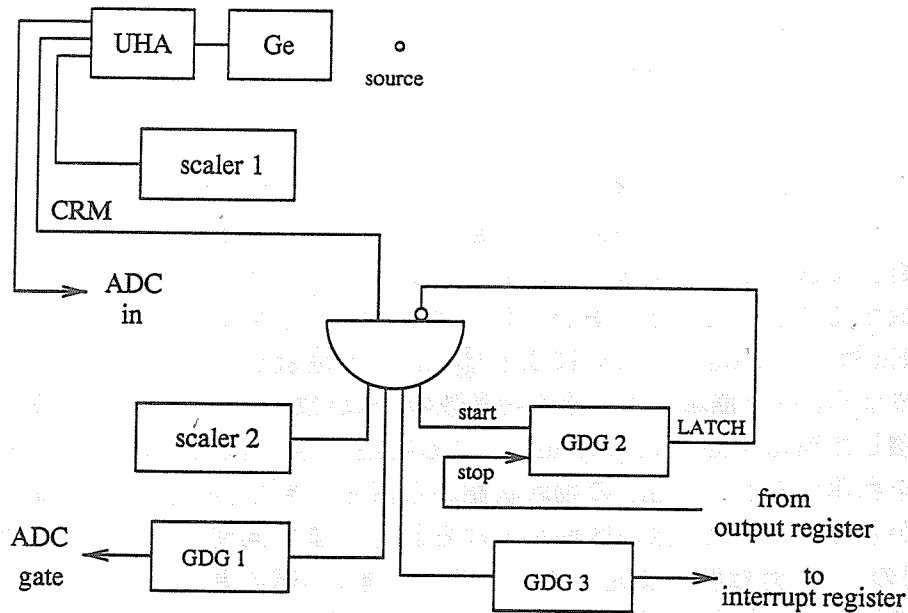 UHA
Ge
source
scaler 1
CRM
ADC
in
scaler 2
start
GDG 2
LATCH
stop
from
output register
ADC
gate
GDG 1
GDG 3
to
interrupt register